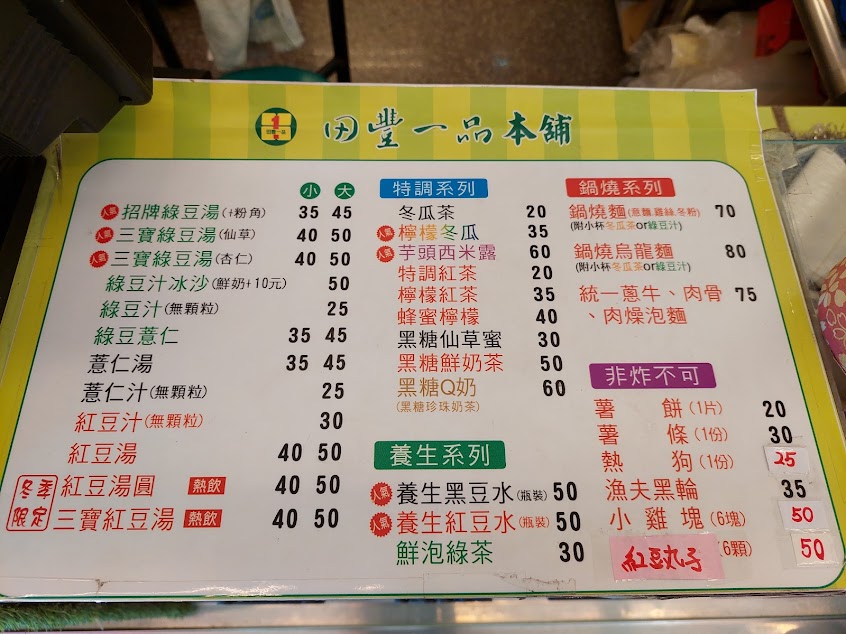 田豐一品
田豐一品本舖
小 大
人氣 招牌綠豆湯(+粉角) 35 45
人氣 三寶綠豆湯(仙草) 40 50
人氣 三寶綠豆湯(杏仁) 40 50
綠豆汁冰沙(鮮奶+10元) 50
綠豆汁(無顆粒) 25
綠豆薏仁 35 45
薏仁湯 35 45
薏仁汁(無顆粒) 25
紅豆汁(無顆粒) 30
紅豆湯 40 50
冬季限定
紅豆湯圓 熱飲 40 50
三寶紅豆湯 熱飲 40 50
特調系列
冬瓜茶 20
人氣 檸檬冬瓜 35
人氣 芋頭西米露 60
特調紅茶 20
檸檬紅茶 35
蜂蜜檸檬 40
黑糖仙草蜜 30
黑糖鮮奶茶 50
黑糖Q奶 60
(黑糖珍珠奶茶)
養生系列
人氣 養生黑豆水(瓶裝) 50
人氣 養生紅豆水(瓶裝) 50
鮮泡綠茶 30
鍋燒系列
鍋燒麵(意麵.雞絲.冬粉) 70
(附小杯冬瓜茶or綠豆汁)
鍋燒烏龍麵 80
(附小杯冬瓜茶or綠豆汁)
統一蔥牛、肉骨 75
、肉燥泡麵
非炸不可
薯餅(1片) 20
薯條(1份) 30
熱狗(1份) 25
漁夫黑輪 35
小雞塊(6塊) 50
紅豆丸子(6顆) 50